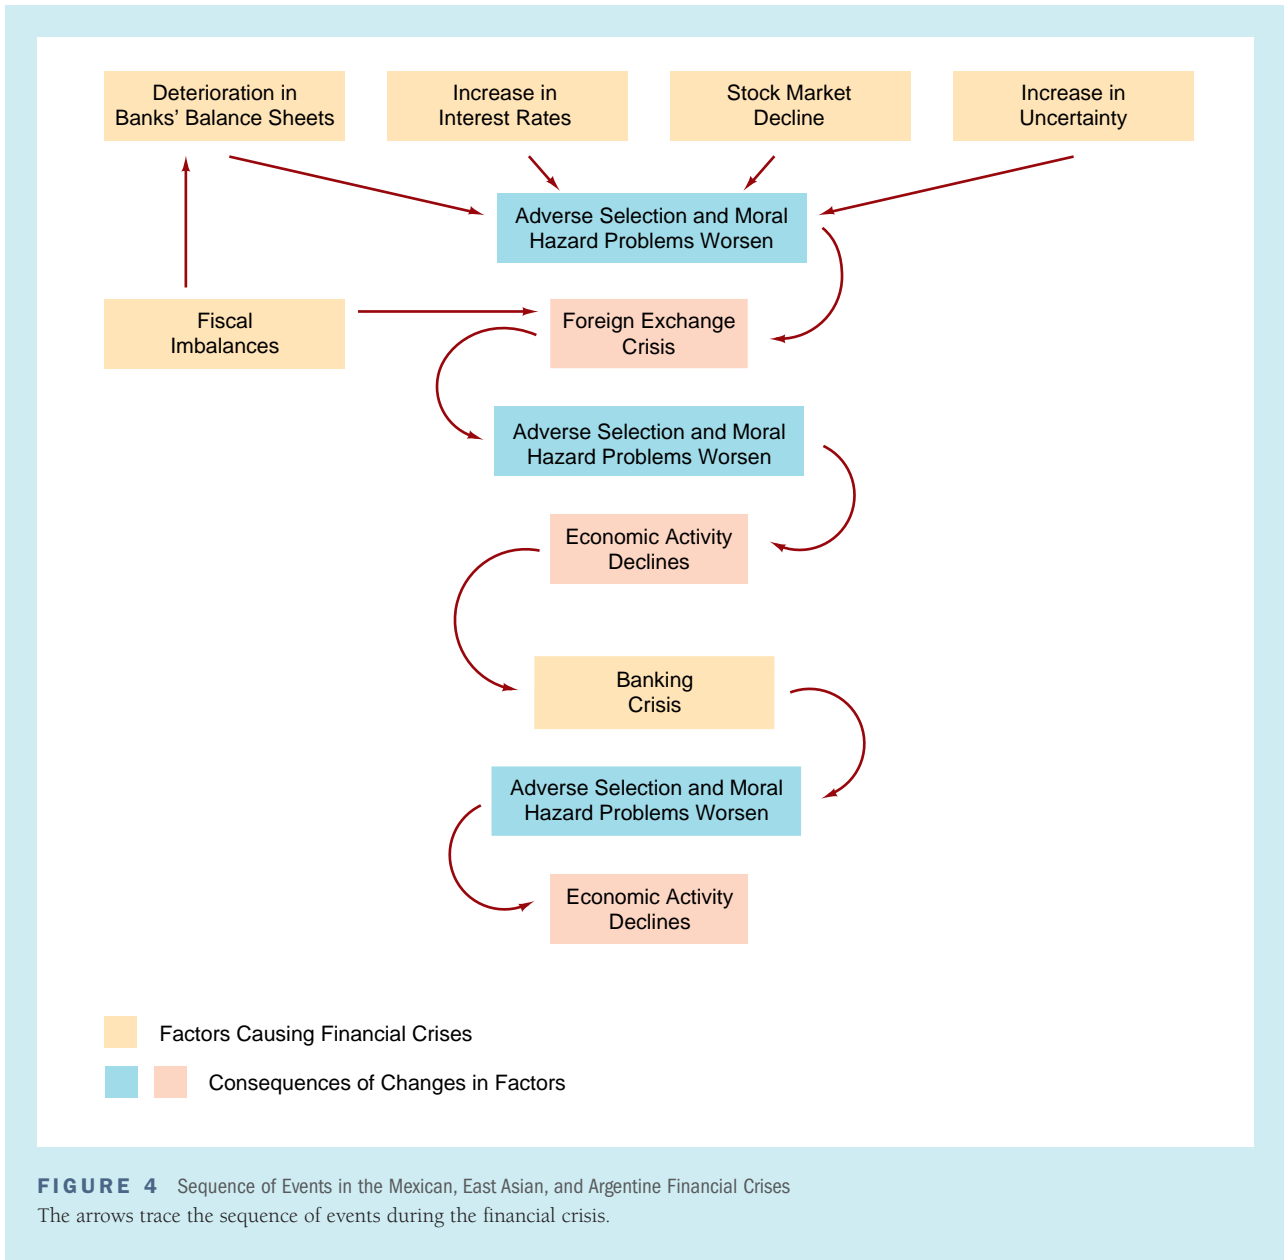 Deterioration in
Banks' Balance Sheets
Increase in
Interest Rates
Stock Market
Decline
Increase in
Uncertainty
Adverse Selection and Moral
Hazard Problems Worsen
Fiscal
Imbalances
Foreign Exchange
Crisis
Adverse Selection and Moral
Hazard Problems Worsen
Economic Activity
Declines
Banking
Crisis
Adverse Selection and Moral
Hazard Problems Worsen
Economic Activity
Declines
Factors Causing Financial Crises
Consequences of Changes in Factors
FIGURE 4 Sequence of Events in the Mexican, East Asian, and Argentine Financial Crises
The arrows trace the sequence of events during the financial crisis.